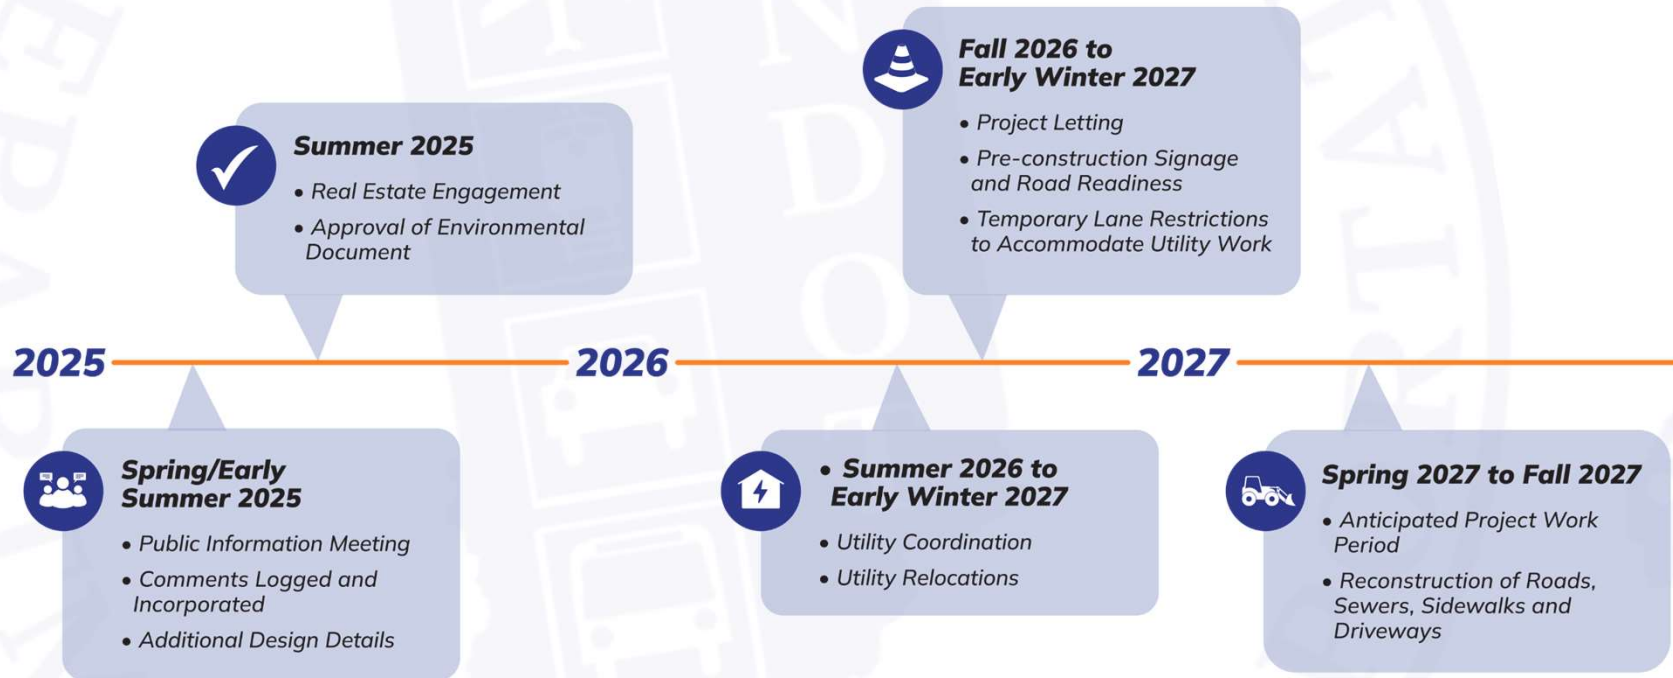 Fall 2026 to
Early Winter 2027
• Project Letting
• Pre-construction Signage
and Road Readiness
• Temporary Lane Restrictions
to Accommodate Utility Work
Summer 2025
• Real Estate Engagement
• Approval of Environmental
Document
2025
2026
2027
Spring/Early
Summer 2025
• Public Information Meeting
• Comments Logged and
Incorporated
• Additional Design Details
• Summer 2026 to
Early Winter 2027
• Utility Coordination
• Utility Relocations
Spring 2027 to Fall 2027
• Anticipated Project Work
Period
• Reconstruction of Roads,
Sewers, Sidewalks and
Driveways